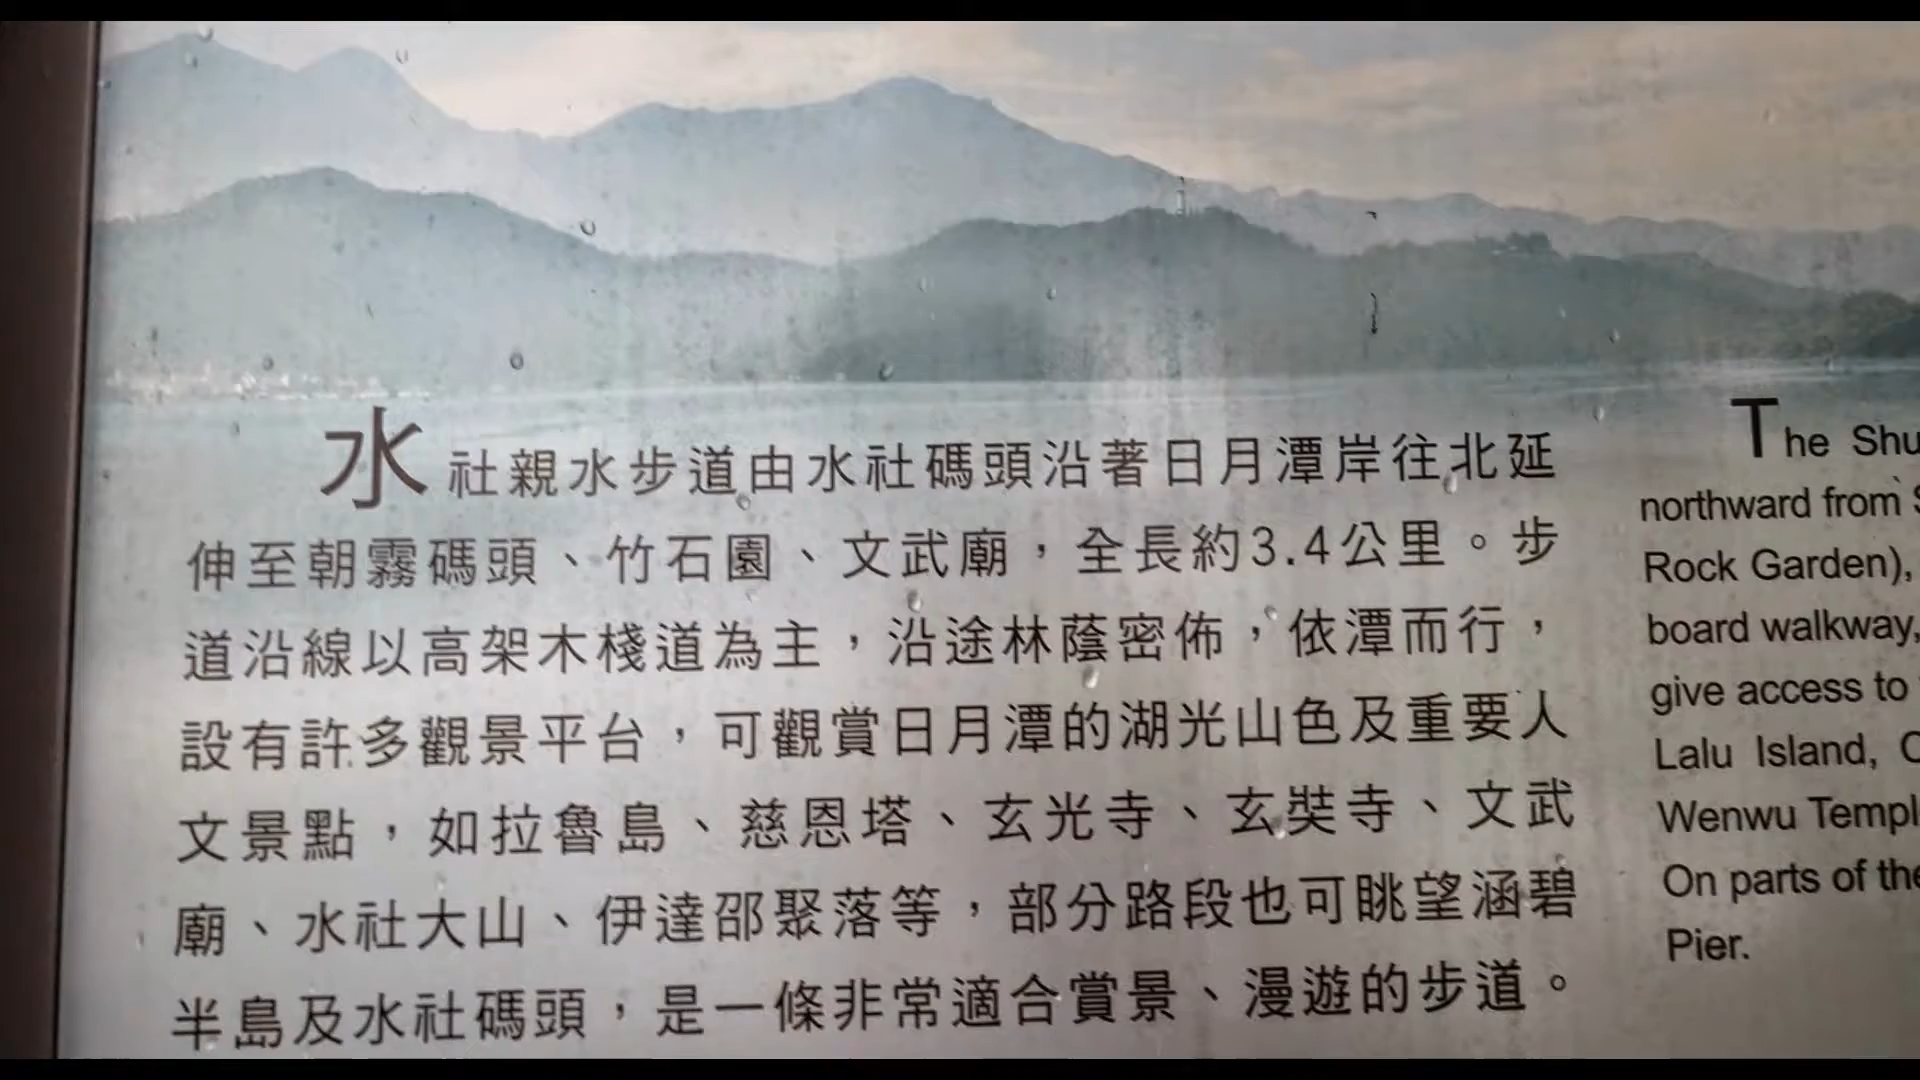 水社親水步道由水社碼頭沿著日月潭岸往北延
伸至朝霧碼頭、竹石園、文武廟，全長約3.4公里。步
道沿線以高架木棧道為主，沿途林蔭密佈，依潭而行，
設有許多觀景平台，可觀賞日月潭的湖光山色及重要人
文景點，如拉魯島、慈恩塔、玄光寺、玄奘寺、文武
廟、水社大山、伊達邵聚落等，部分路段也可眺望涵碧
半島及水社碼頭，是一條非常適合賞景、漫遊的步道。
The Shu
northward from S
Rock Garden),
board walkway,
give access to
Lalu Island, C
Wenwu Templ
On parts of the
Pier.